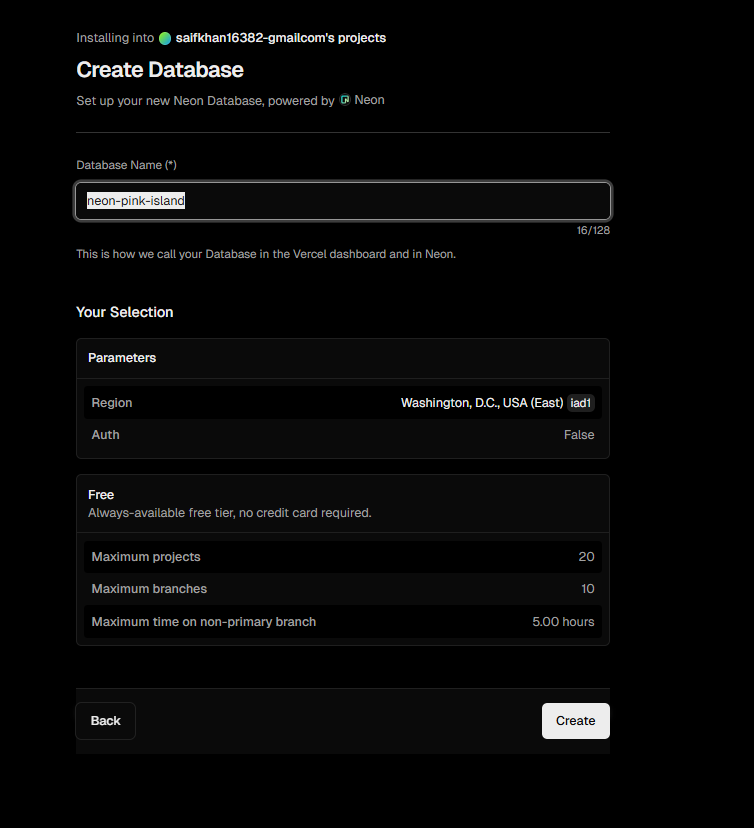 Installing into saifkhan16382-gmailcom's projects
Create Database
Set up your new Neon Database, powered by Neon
Database Name (*)
neon-pink-island
16/128
This is how we call your Database in the Vercel dashboard and in Neon.
Your Selection
Parameters
Region Washington, D.C., USA (East) iad1
Auth False
Free
Always-available free tier, no credit card required.
Maximum projects 20
Maximum branches 10
Maximum time on non-primary branch 5.00 hours
Back Create